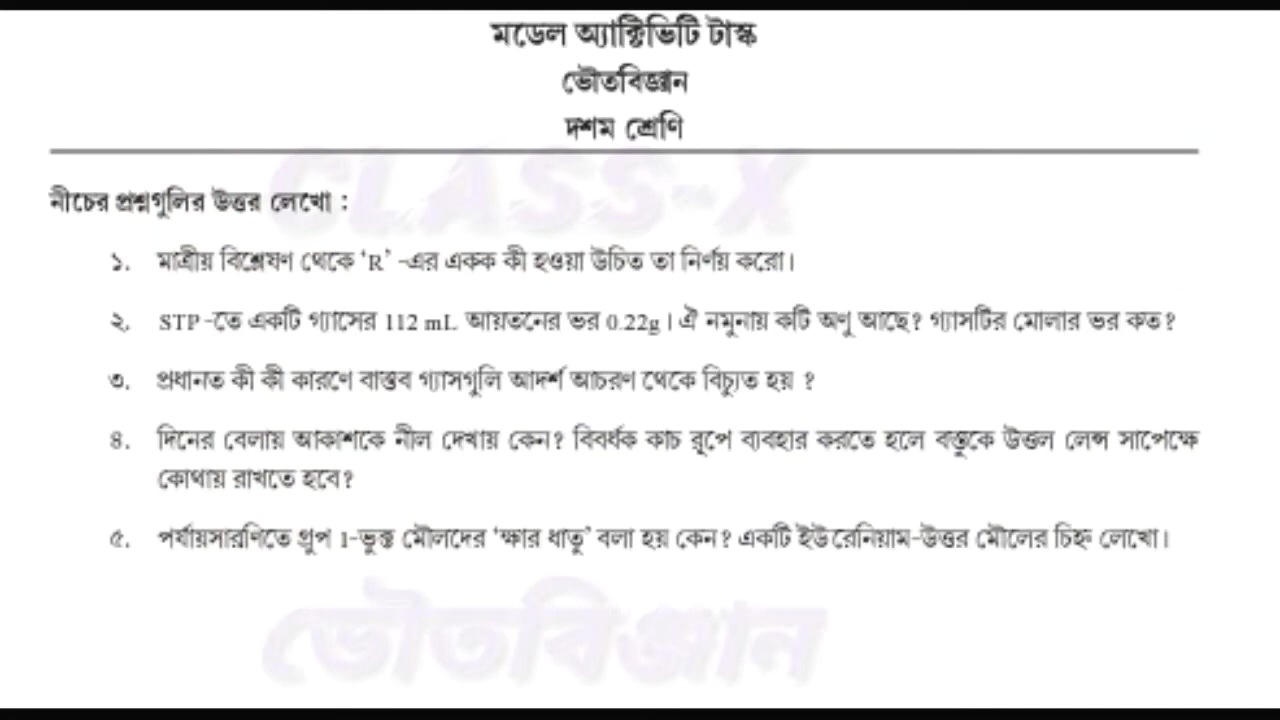 মডেল অ্যাক্টিভিটি টাস্ক
ভৌতবিজ্ঞান
দশম শ্রেণি
CLASS-X
নীচের প্রশ্নগুলির উত্তর লেখো :
১. মাত্রীয় বিশ্লেষণ থেকে ‘R’ -এর একক কী হওয়া উচিত তা নির্ণয় করো।
২. STP -তে একটি গ্যাসের 112 mL আয়তনের ভর 0.22g। ঐ নমুনায় কটি অণু আছে? গ্যাসটির মোলার ভর কত?
৩. প্রধানত কী কী কারণে বাস্তব গ্যাসগুলি আদর্শ আচরণ থেকে বিচ্যুত হয় ?
৪. দিনের বেলায় আকাশকে নীল দেখায় কেন? বিবর্ধক কাচ রূপে ব্যবহার করতে হলে বস্তুকে উত্তল লেন্স সাপেক্ষে
কোথায় রাখতে হবে?
৫. পর্যায়সারণিতে গ্রুপ 1-ভুক্ত মৌলদের ‘ক্ষার ধাতু’ বলা হয় কেন? একটি ইউরেনিয়াম-উত্তর মৌলের চিহ্ন লেখো।
ভৌতবিজ্ঞান